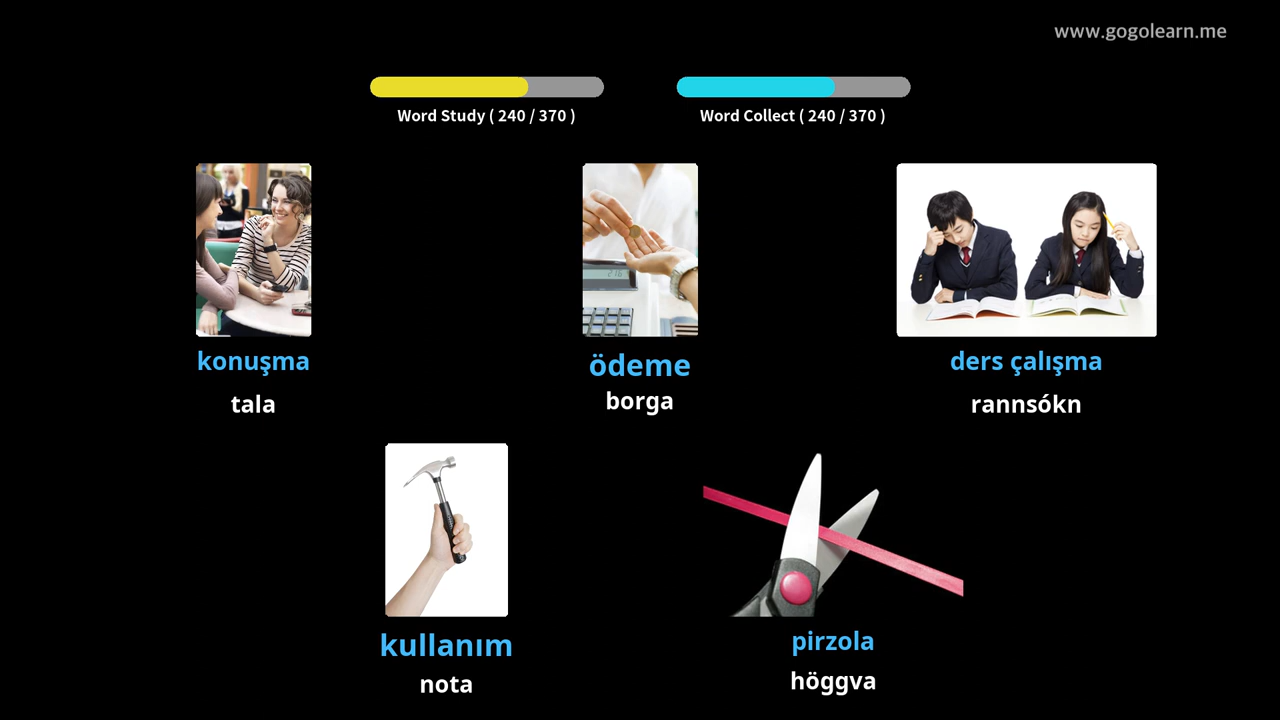 www.gogolearn.me
Word Study ( 240 / 370 )
Word Collect ( 240 / 370 )
konuşma
tala
ödeme
borga
ders çalışma
rannsókn
kullanım
nota
pirzola
höggva